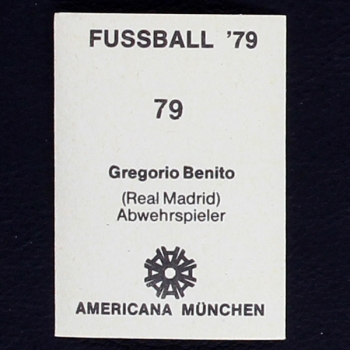 FUSSBALL '79
79
Gregorio Benito
(Real Madrid)
Abwehrspieler
AMERICANA MÜNCHEN